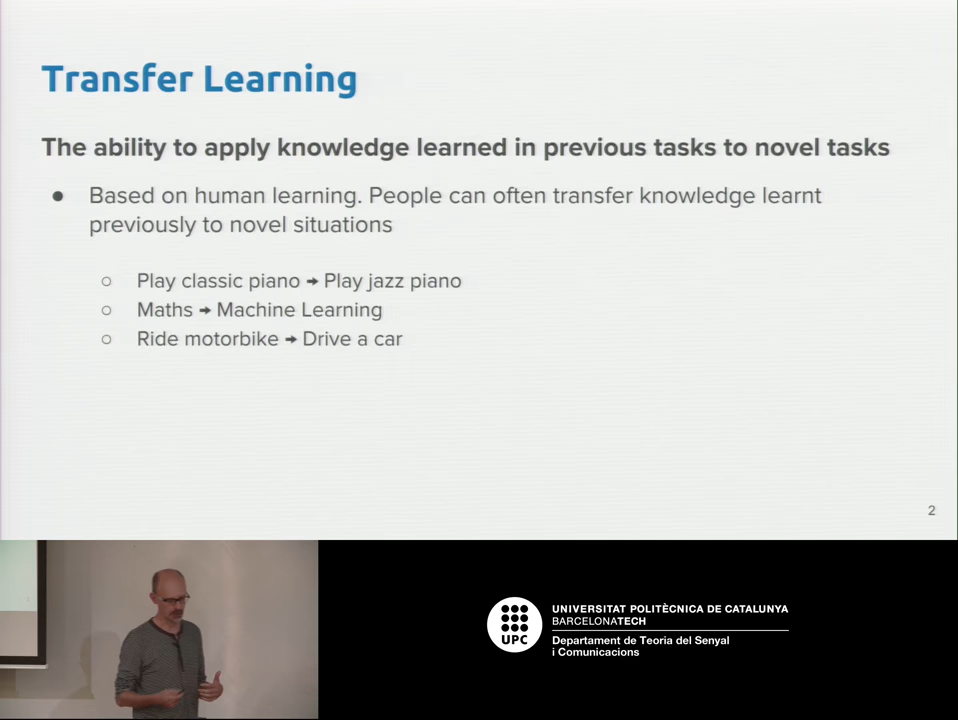 Transfer Learning
The ability to apply knowledge learned in previous tasks to novel tasks
● Based on human learning. People can often transfer knowledge learnt
previously to novel situations
○ Play classic piano → Play jazz piano
○ Maths → Machine Learning
○ Ride motorbike → Drive a car
2
UPC
UNIVERSITAT POLITÈCNICA DE CATALUNYA
BARCELONATECH
Departament de Teoria del Senyal
i Comunicacions